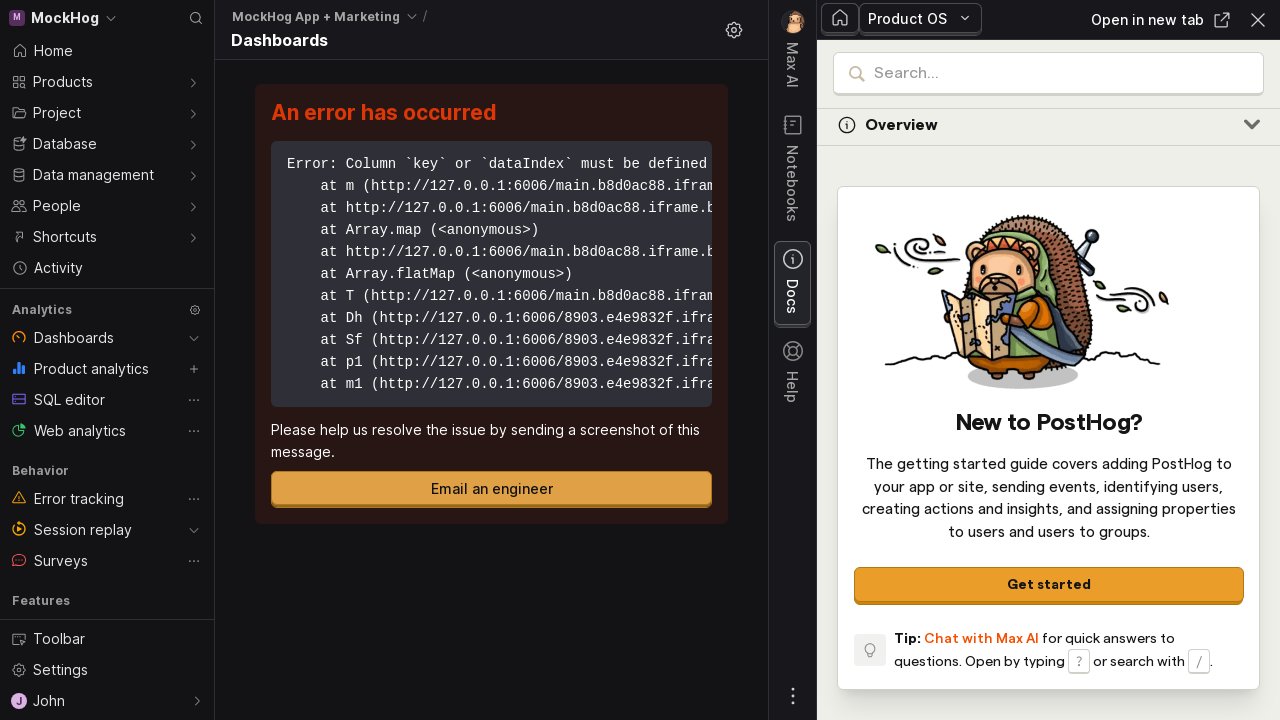 M MockHog
Home
Products
Project
Database
Data management
People
Shortcuts
Activity
Analytics
Dashboards
Product analytics
SQL editor
Web analytics
Behavior
Error tracking
Session replay
Surveys
Features
Toolbar
Settings
J John
MockHog App + Marketing /
Dashboards
An error has occurred
Error: Column `key` or `dataIndex` must be defined
at m (http://127.0.0.1:6006/main.b8d0ac88.ifram
at http://127.0.0.1:6006/main.b8d0ac88.iframe.b
at Array.map (<anonymous>)
at http://127.0.0.1:6006/main.b8d0ac88.iframe.b
at Array.flatMap (<anonymous>)
at T (http://127.0.0.1:6006/main.b8d0ac88.ifram
at Dh (http://127.0.0.1:6006/8903.e4e9832f.ifra
at Sf (http://127.0.0.1:6006/8903.e4e9832f.ifra
at p1 (http://127.0.0.1:6006/8903.e4e9832f.ifra
at m1 (http://127.0.0.1:6006/8903.e4e9832f.ifra
Please help us resolve the issue by sending a screenshot of this
message.
Email an engineer
Max AI
Notebooks
Docs
Help
Product OS
Open in new tab
Search...
Overview
New to PostHog?
The getting started guide covers adding PostHog to
your app or site, sending events, identifying users,
creating actions and insights, and assigning properties
to users and users to groups.
Get started
Tip: Chat with Max AI for quick answers to
questions. Open by typing ? or search with /.